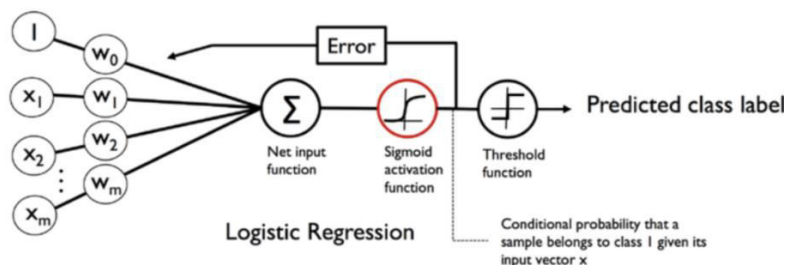 1
w0
Error
x1
w1
Σ
Predicted class label
x2
w2
Net input
function
Sigmoid
activation
function
Threshold
function
wm
xm
Logistic Regression
Conditional probability that a
sample belongs to class 1 given its
input vector x